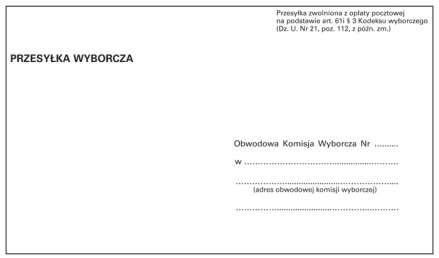 Przesyłka zwolniona z opłaty pocztowej
na podstawie art. 61i § 3 Kodeksu wyborczego
(Dz. U. Nr 21, poz. 112, z późn. zm.)
PRZESYŁKA WYBORCZA
Obwodowa Komisja Wyborcza Nr ..........
w ..........................................................
..............................................................
(adres obwodowej komisji wyborczej)
..............................................................